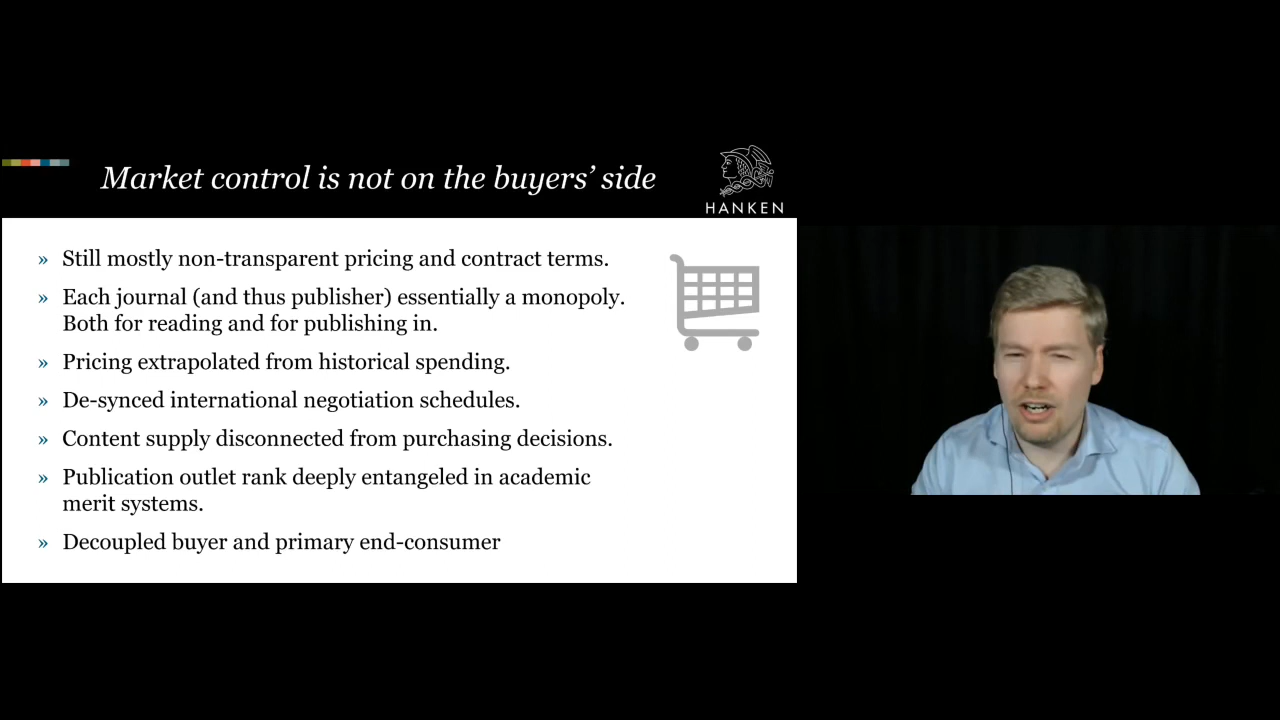 Market control is not on the buyers’ side
HANKEN
» Still mostly non-transparent pricing and contract terms.
» Each journal (and thus publisher) essentially a monopoly.
Both for reading and for publishing in.
» Pricing extrapolated from historical spending.
» De-synced international negotiation schedules.
» Content supply disconnected from purchasing decisions.
» Publication outlet rank deeply entangeled in academic
merit systems.
» Decoupled buyer and primary end-consumer